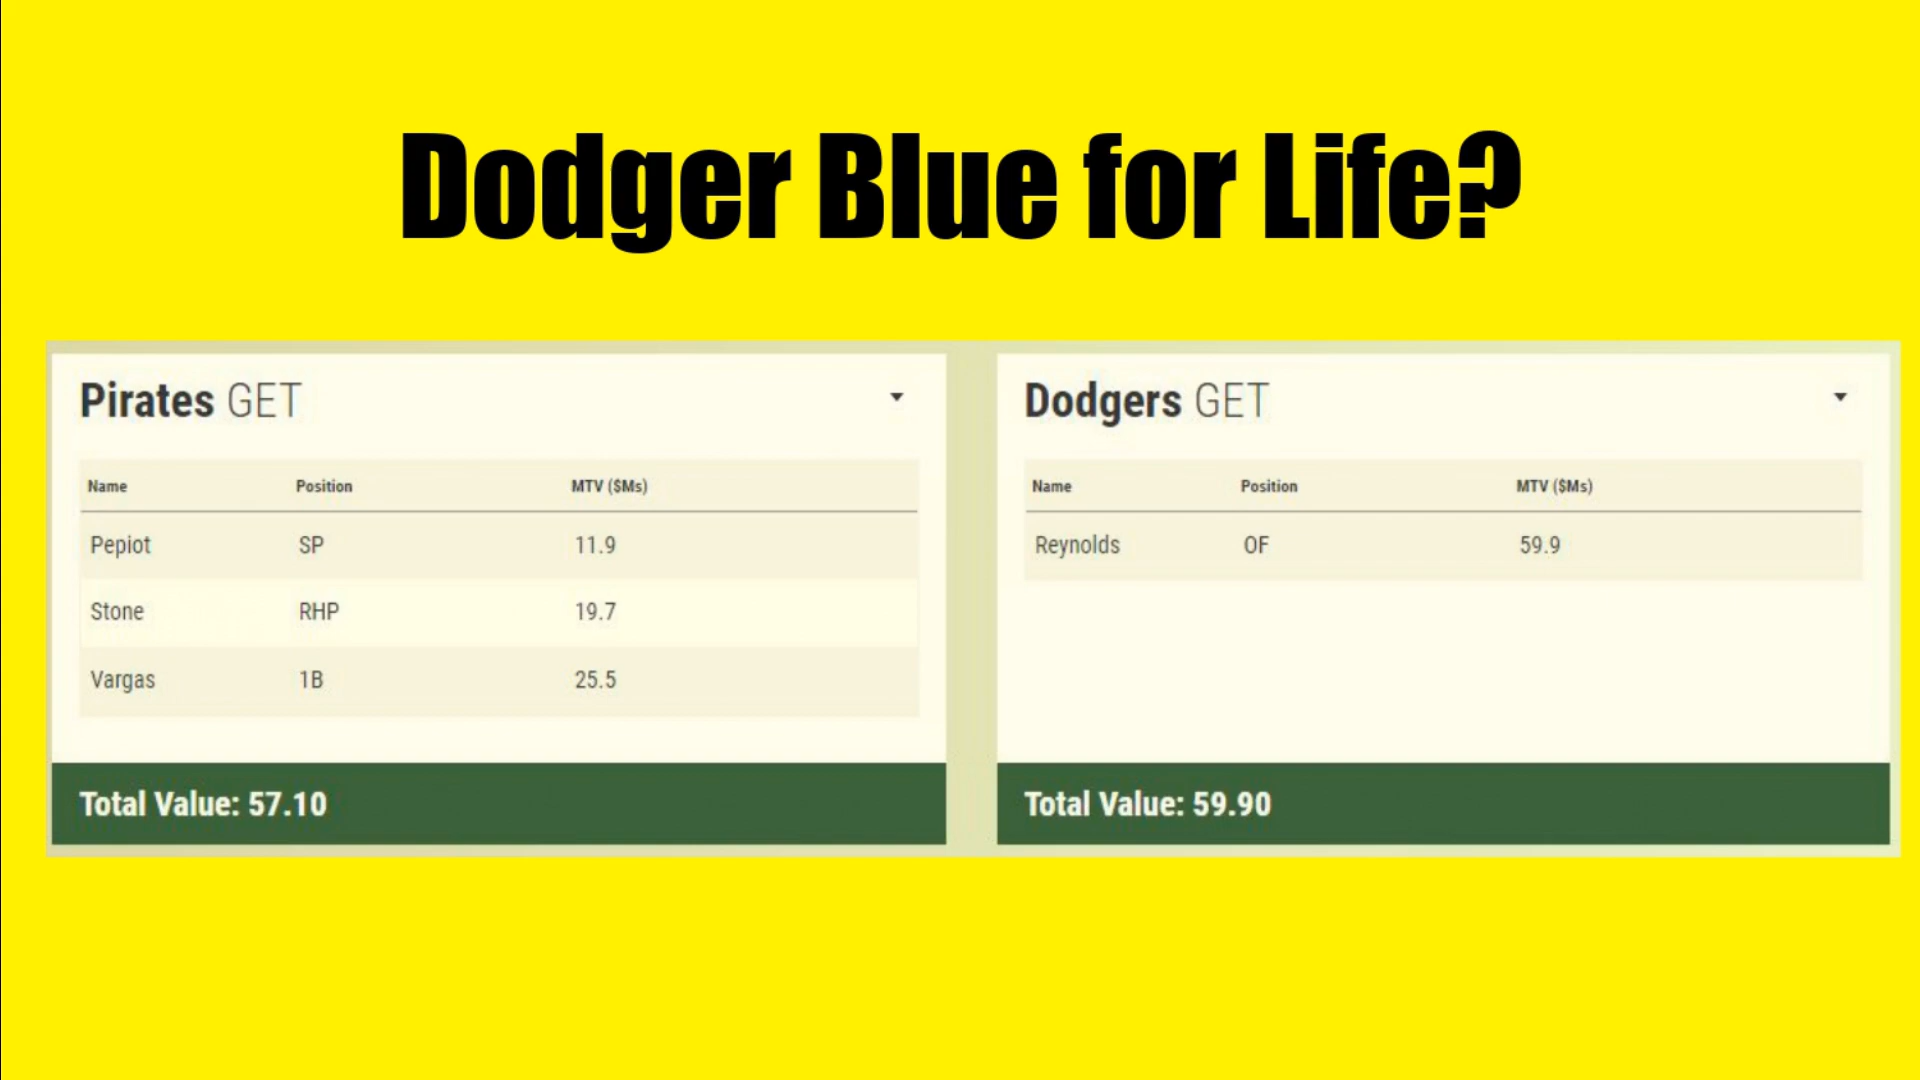 Dodger Blue for Life?
Pirates GET
Name Position MTV ($Ms)
Pepiot SP 11.9
Stone RHP 19.7
Vargas 1B 25.5
Total Value: 57.10
Dodgers GET
Name Position MTV ($Ms)
Reynolds OF 59.9
Total Value: 59.90